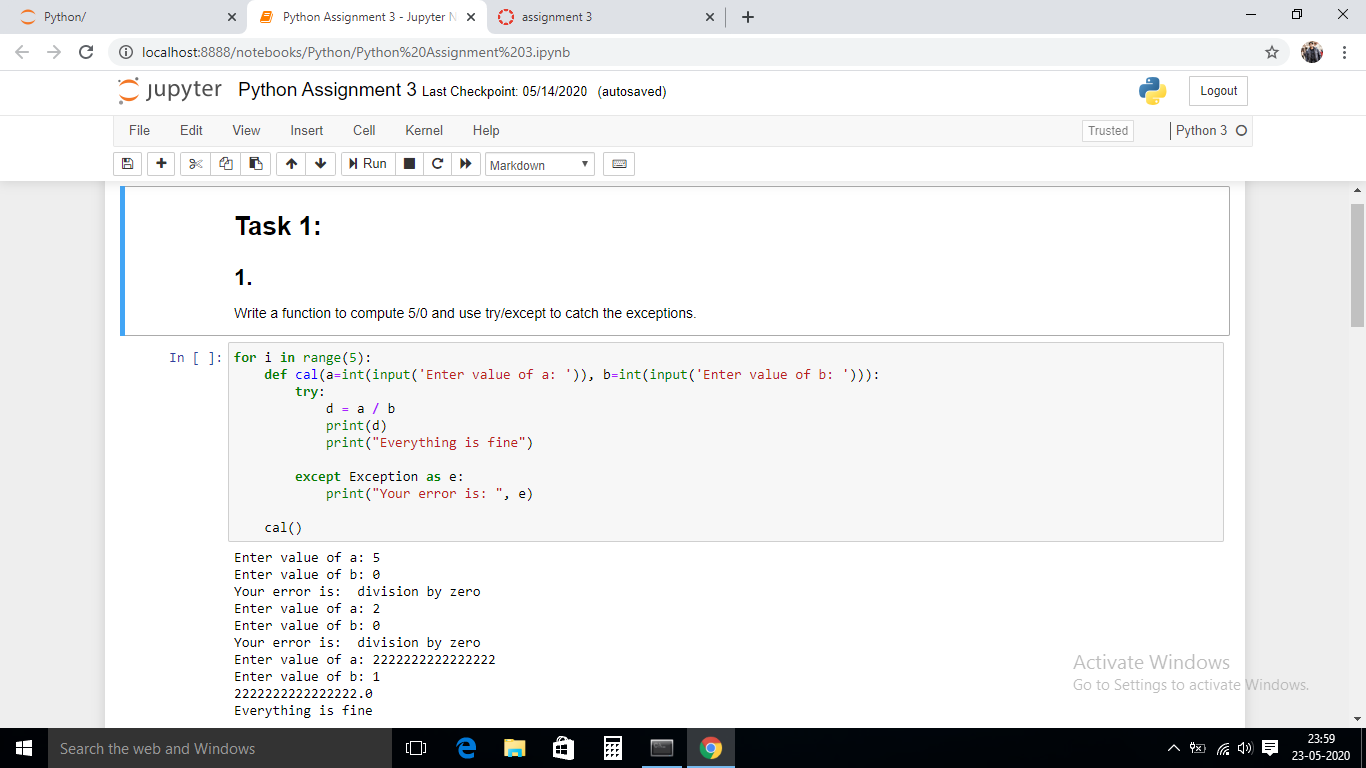 Python/
Python Assignment 3 - Jupyter N
assignment 3
localhost:8888/notebooks/Python/Python%20Assignment%203.ipynb
jupyter Python Assignment 3 Last Checkpoint: 05/14/2020 (autosaved)
Logout
File Edit View Insert Cell Kernel Help
Trusted
Python 3
Run
Markdown
Task 1:
1.
Write a function to compute 5/0 and use try/except to catch the exceptions.
In [ ]:
for i in range(5):
    def cal(a=int(input('Enter value of a: ')), b=int(input('Enter value of b: '))):
        try:
            d = a / b
            print(d)
            print("Everything is fine")
        except Exception as e:
            print("Your error is: ", e)
    cal()
Enter value of a: 5
Enter value of b: 0
Your error is:  division by zero
Enter value of a: 2
Enter value of b: 0
Your error is:  division by zero
Enter value of a: 2222222222222222
Enter value of b: 1
2222222222222222.0
Everything is fine
Activate Windows
Go to Settings to activate Windows.
Search the web and Windows
23:59
23-05-2020